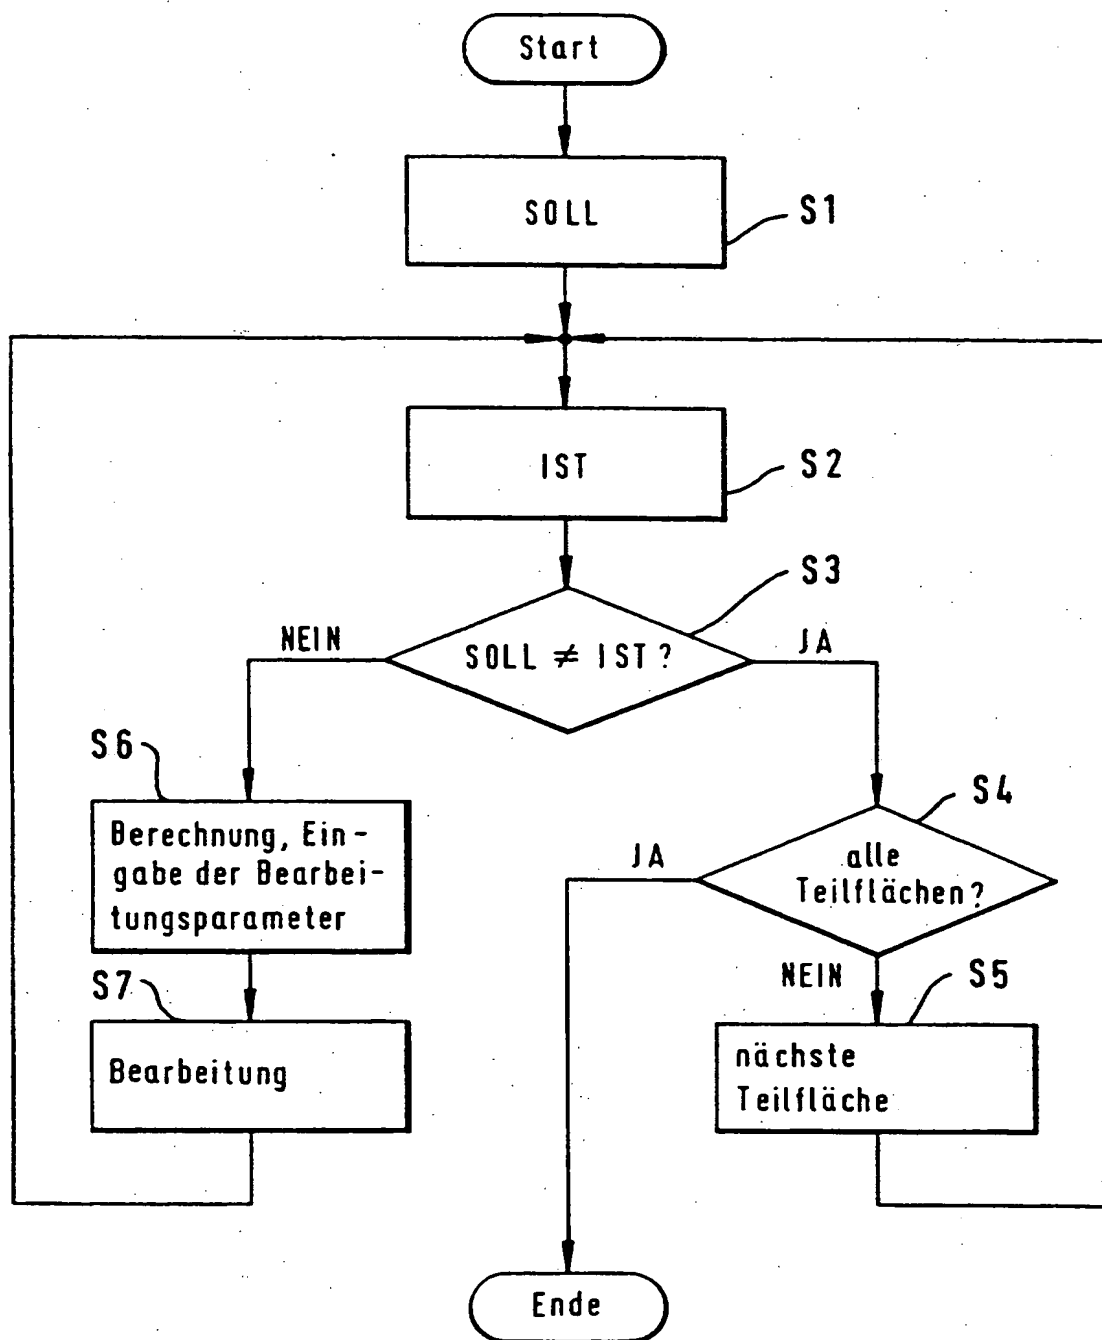 Start
SOLL
S1
IST
S2
S3
NEIN
SOLL ≠ IST ?
JA
S6
Berechnung, Ein-
gabe der Bearbei-
tungsparameter
S4
JA
alle
Teilflächen?
S7
Bearbeitung
NEIN
S5
nächste
Teilfläche
Ende